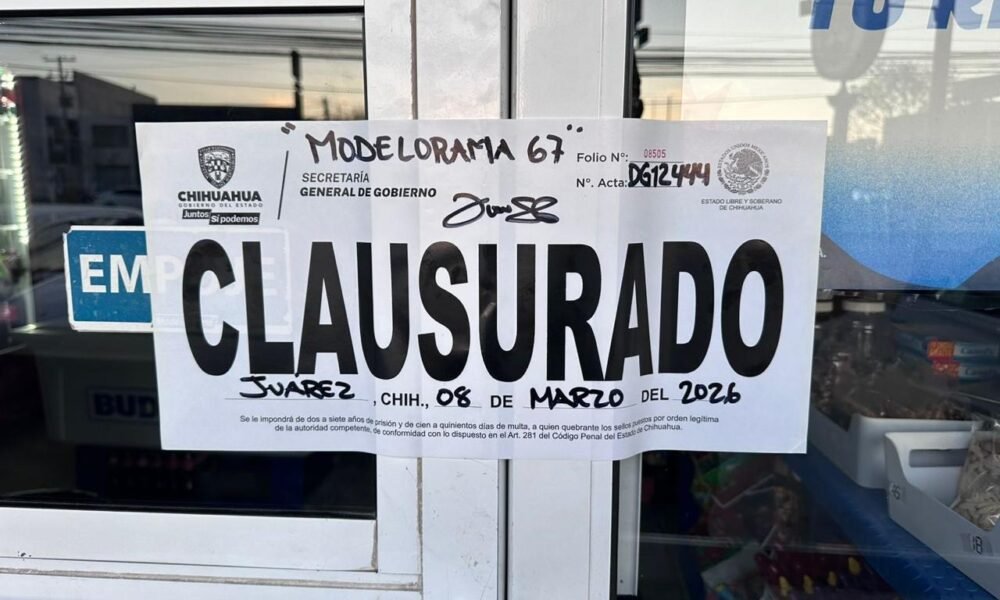 "MODELORAMA 67"
CHIHUAHUA
GOBIERNO DEL ESTADO
Juntos Sí podemos
SECRETARÍA
GENERAL DE GOBIERNO
Folio N°: 08505
N°. Acta: DG12444
ESTADOS UNIDOS MEXICANOS
ESTADO LIBRE Y SOBERANO
DE CHIHUAHUA
EMPUJE
CLAUSURADO
JUÁREZ, CHIH., 08 DE MARZO DEL 2026
Se le impondrá de dos a siete años de prisión y de cien a quinientos días de multa, a quien quebrante los sellos puestos por orden legítima
de la autoridad competente, de conformidad con lo dispuesto en el Art. 281 del Código Penal del Estado de Chihuahua.
BUD